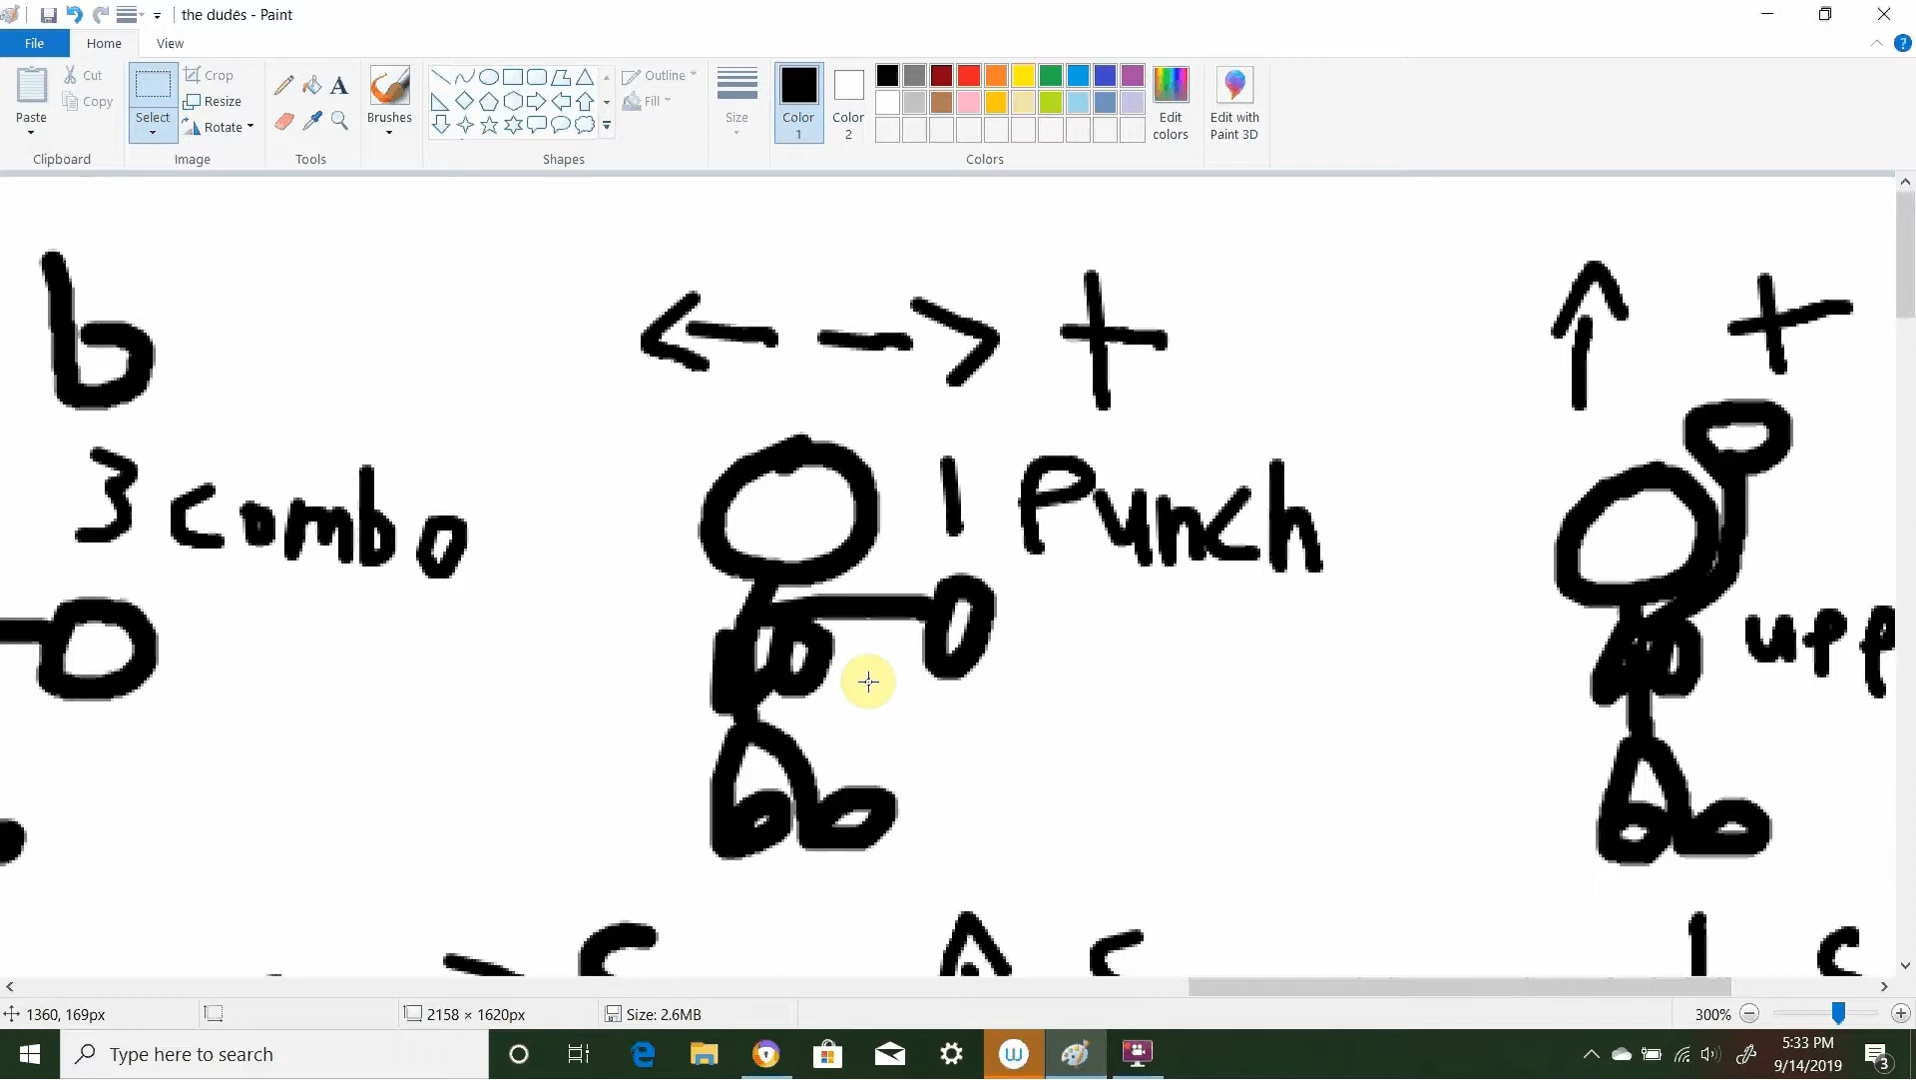 the dudes - Paint
File Home View
Paste
Cut
Copy
Clipboard
Select
Crop
Resize
Rotate
Image
Tools
Brushes
Shapes
Outline
Fill
Size
Color 1
Color 2
Edit colors
Colors
Edit with Paint 3D
b
← -> +
↑ +
3 combo
1 Punch
upp
1360, 169px
2158 × 1620px
Size: 2.6MB
300%
Type here to search
5:33 PM
9/14/2019
3